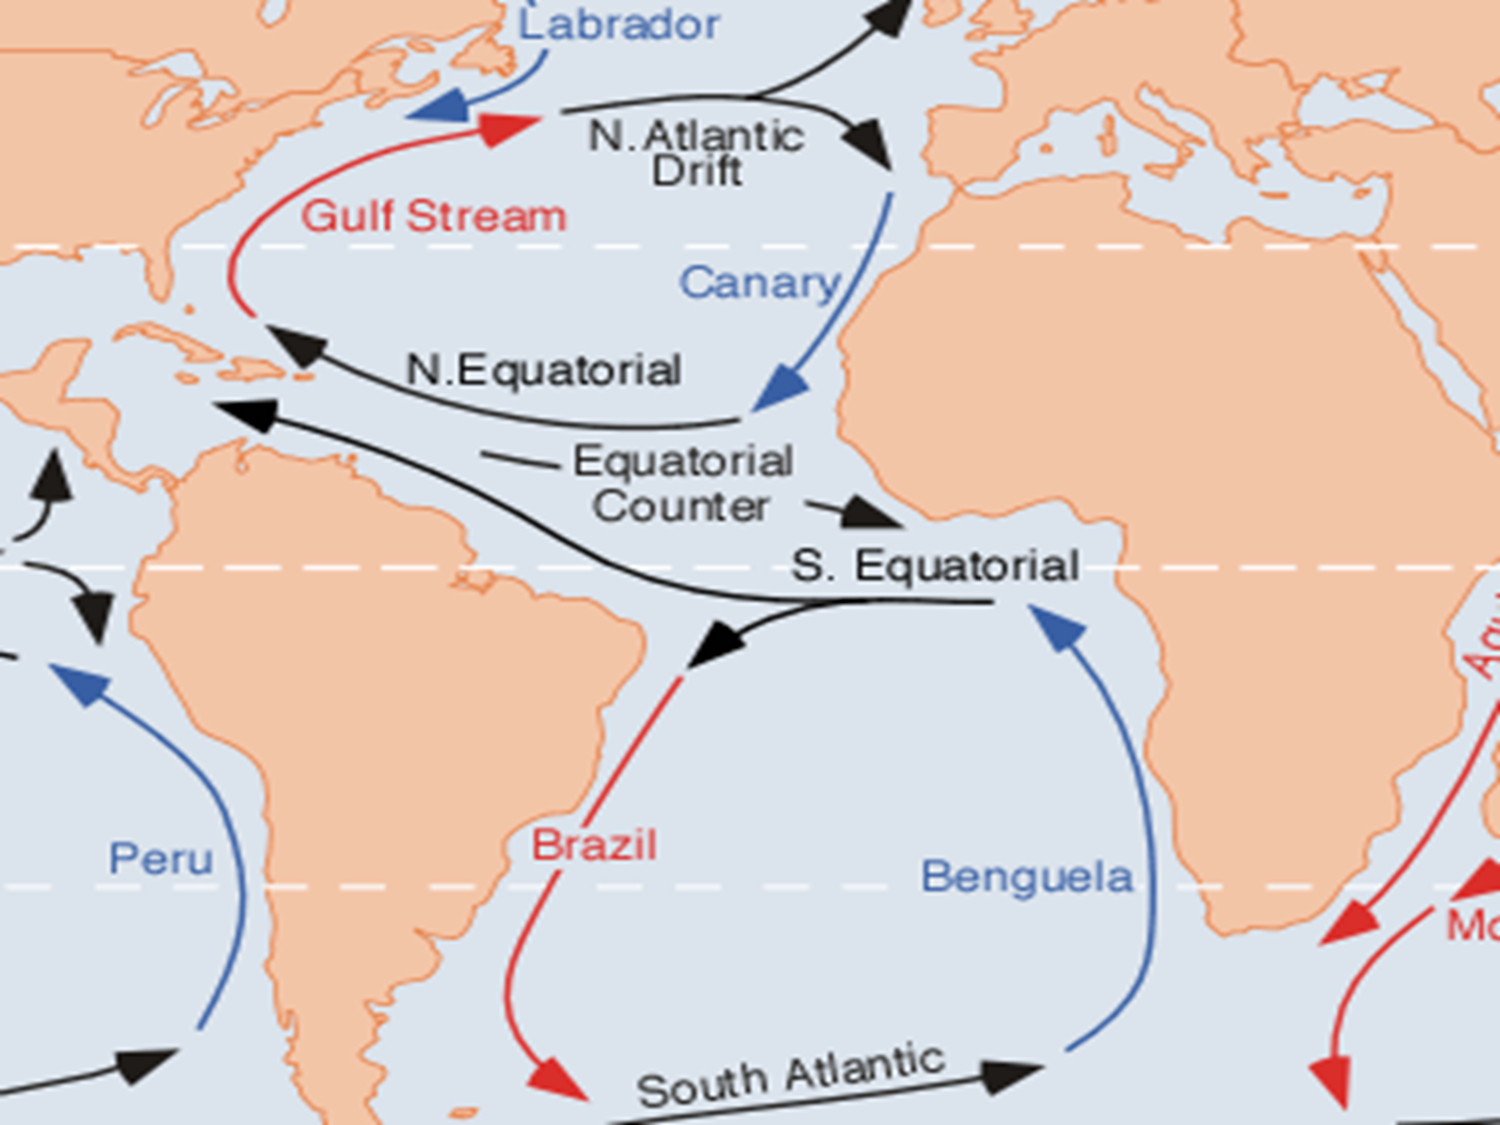 Labrador
N. Atlantic
Drift
Gulf Stream
Canary
N.Equatorial
Equatorial
Counter
S. Equatorial
Peru
Brazil
Benguela
South Atlantic